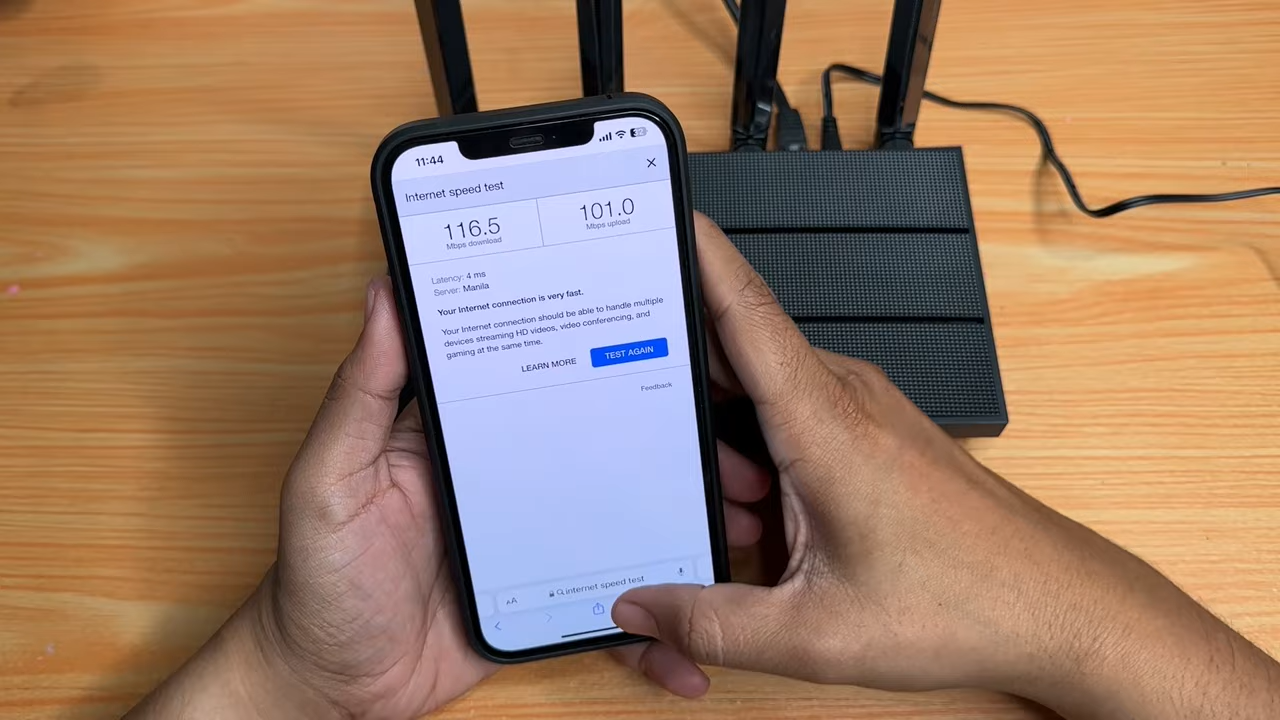 11:44
Internet speed test
116.5
Mbps download
101.0
Mbps upload
Latency: 4 ms
Server: Manila
Your Internet connection is very fast.
Your Internet connection should be able to handle multiple
devices streaming HD videos, video conferencing, and
gaming at the same time.
LEARN MORE
TEST AGAIN
Feedback
AA
internet speed test